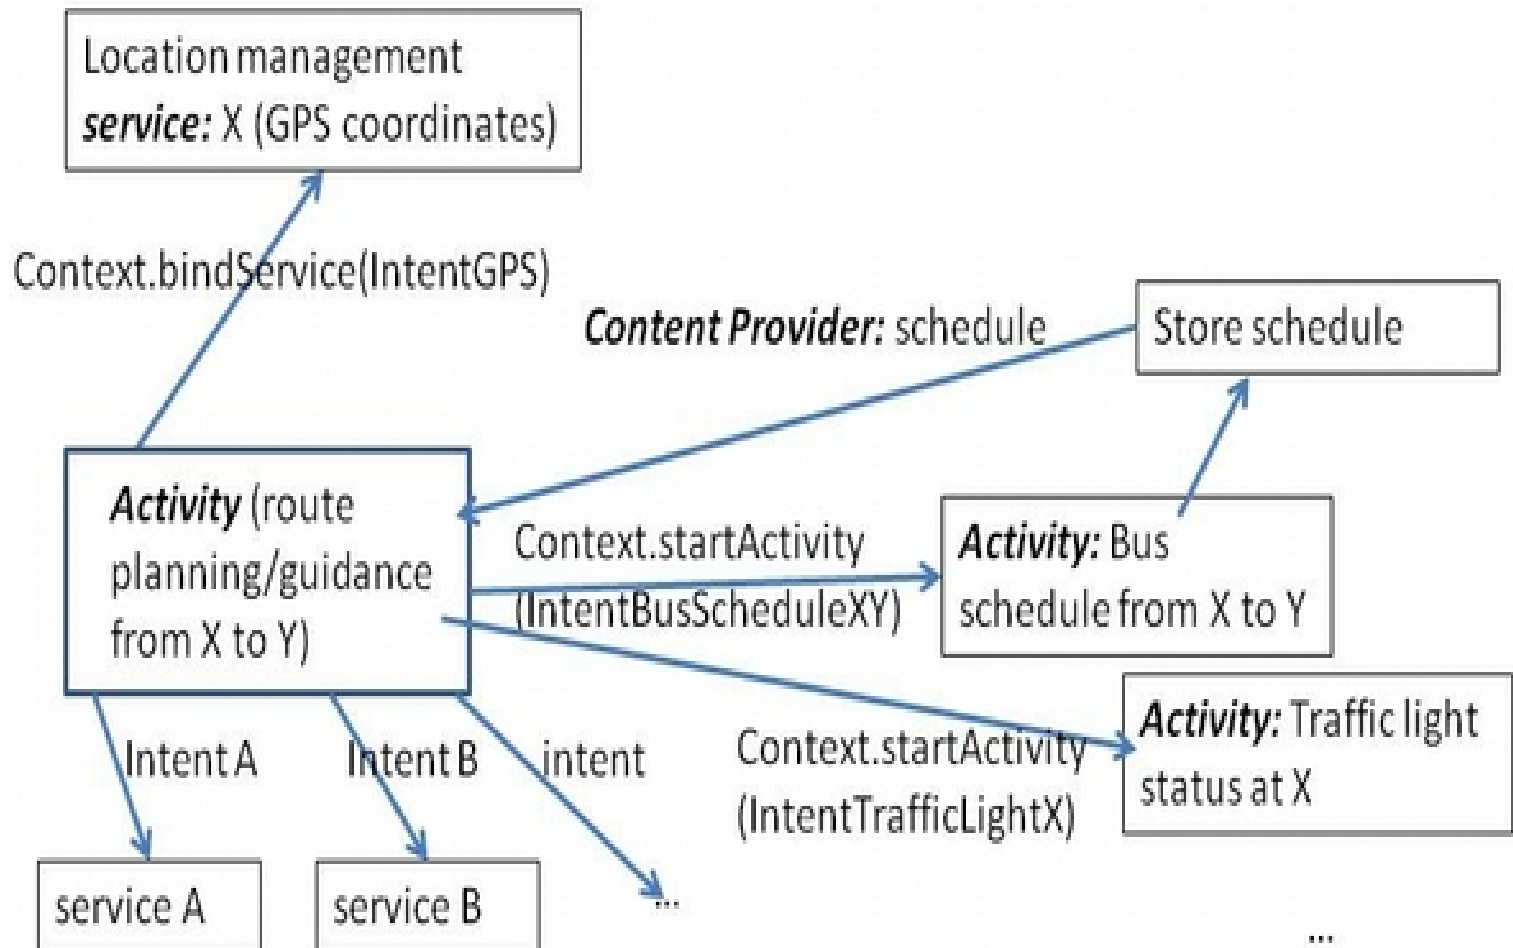 Location management
service: X (GPS coordinates)
Context.bindService(IntentGPS)
Content Provider: schedule
Store schedule
Activity (route
planning/guidance
from X to Y)
Context.startActivity
(IntentBusScheduleXY)
Activity: Bus
schedule from X to Y
Activity: Traffic light
status at X
Context.startActivity
(IntentTrafficLightX)
Intent A
Intent B
intent
service A
service B
...
...